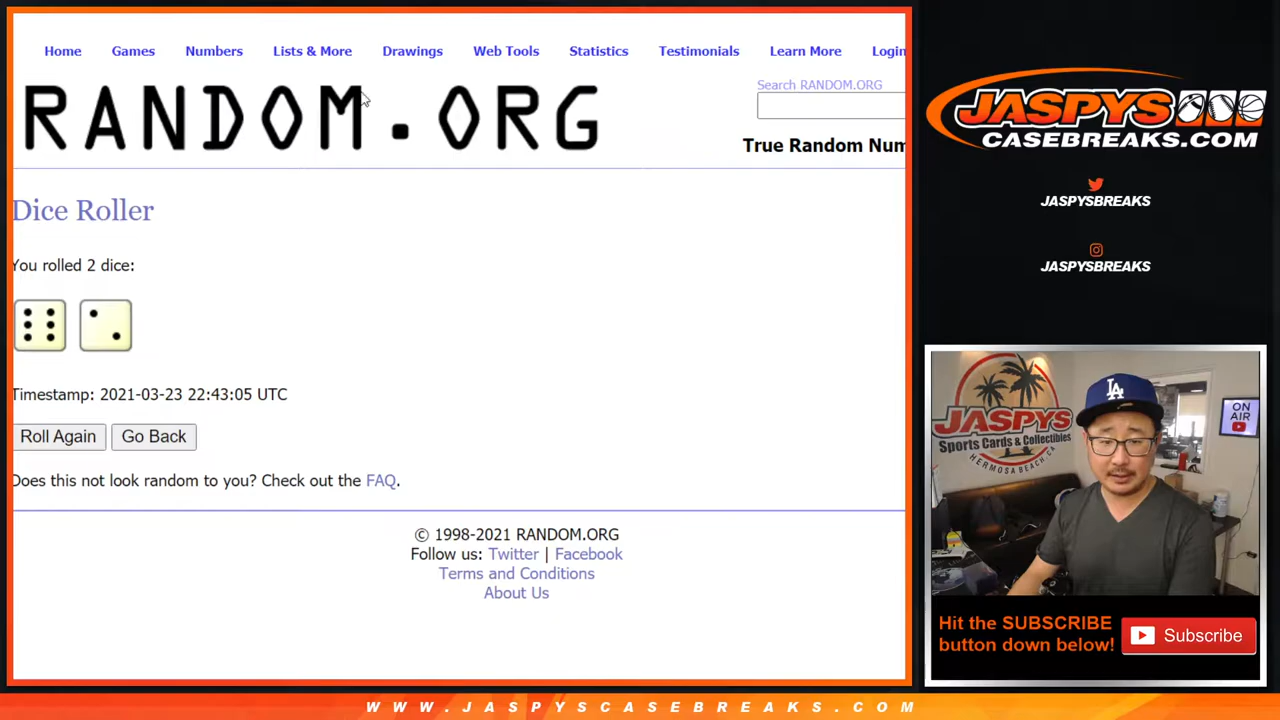 Home Games Numbers Lists & More Drawings Web Tools Statistics Testimonials Learn More Login
RANDOM.ORG
Search RANDOM.ORG
True Random Num
Dice Roller
You rolled 2 dice:
Timestamp: 2021-03-23 22:43:05 UTC
Roll Again Go Back
Does this not look random to you? Check out the FAQ.
© 1998-2021 RANDOM.ORG
Follow us: Twitter | Facebook
Terms and Conditions
About Us
JASPYS
CASEBREAKS.COM
JASPYSBREAKS
JASPYSBREAKS
JASPYS
Sports Cards & Collectibles
HERMOSA BEACH, CA
LA
ON
AIR
Hit the SUBSCRIBE
button down below!
Subscribe
WWW.JASPYSCASEBREAKS.COM